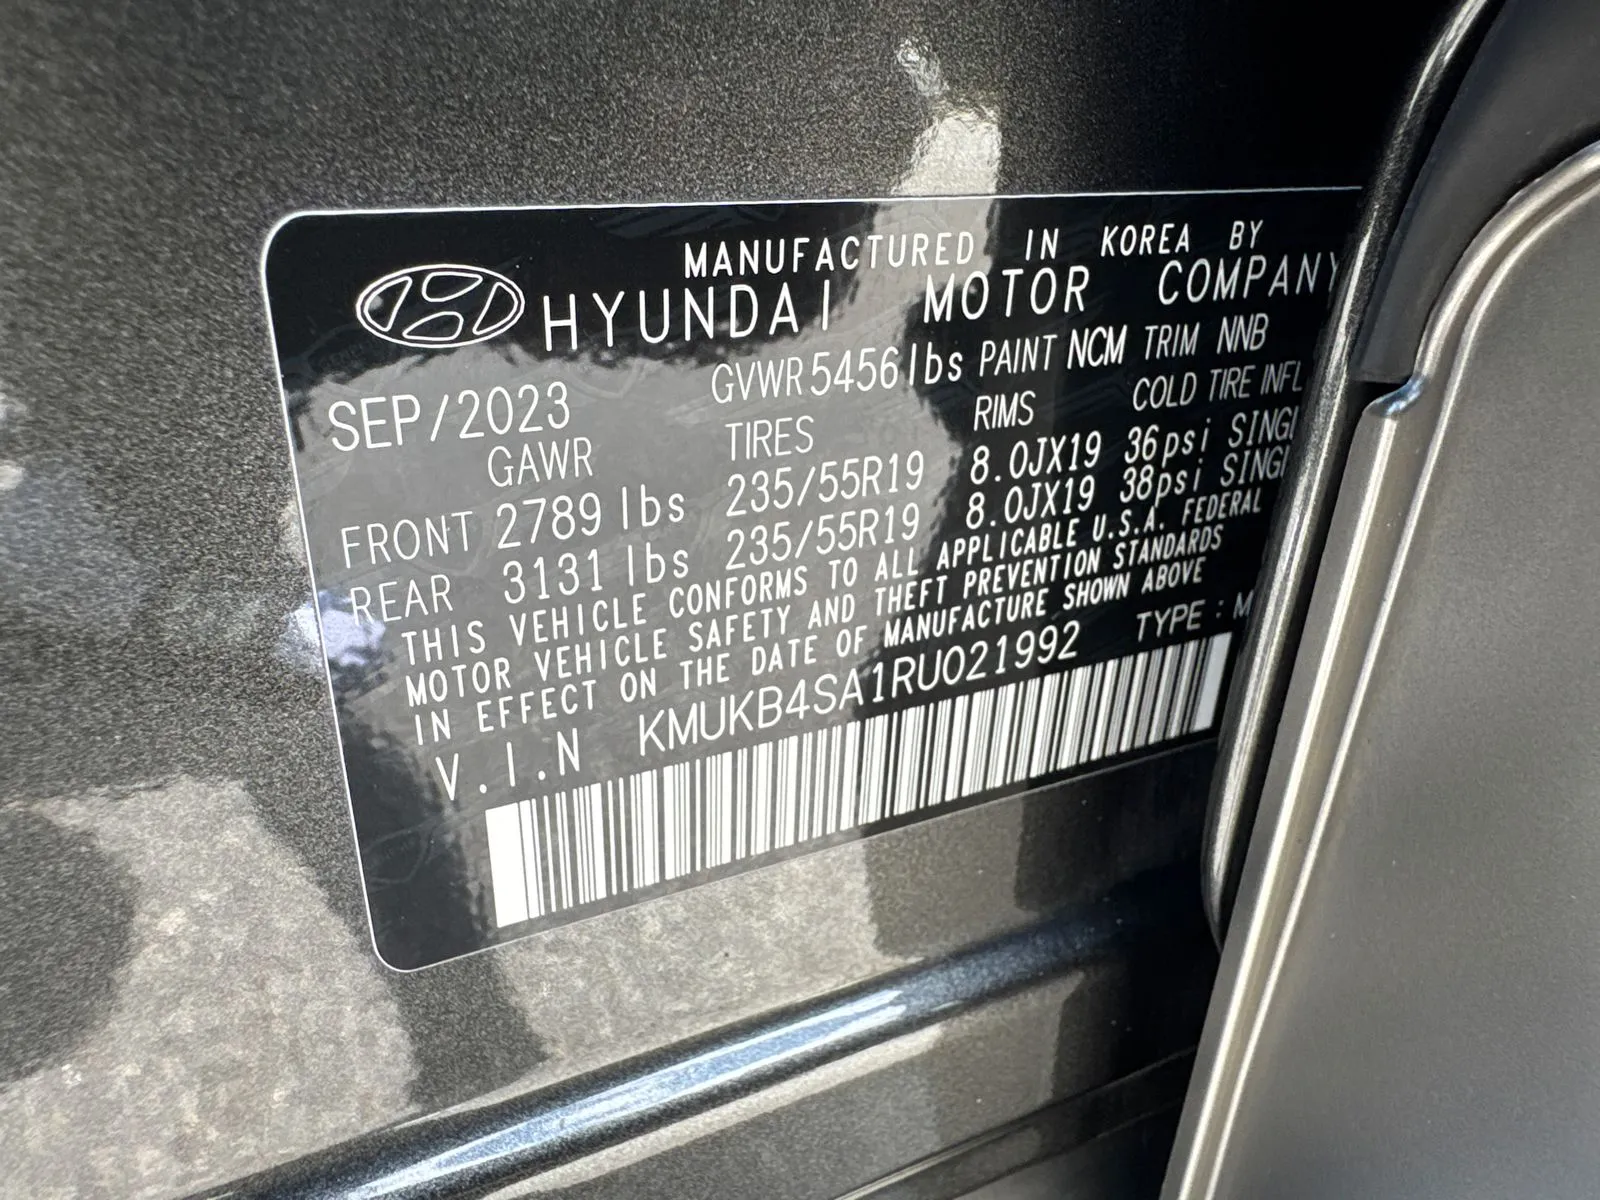 MANUFACTURED IN KOREA BY
HYUNDAI MOTOR COMPANY
SEP/2023 GVWR 5456 lbs PAINT NCM TRIM NNB
GAWR TIRES RIMS COLD TIRE INFL
FRONT 2789 lbs 235/55R19 8.0JX19 36psi SINGL
REAR 3131 lbs 235/55R19 8.0JX19 38psi SINGL
THIS VEHICLE CONFORMS TO ALL APPLICABLE U.S.A. FEDERAL
MOTOR VEHICLE SAFETY AND THEFT PREVENTION STANDARDS
IN EFFECT ON THE DATE OF MANUFACTURE SHOWN ABOVE
V.I.N KMUKB4SA1RU021992 TYPE : M